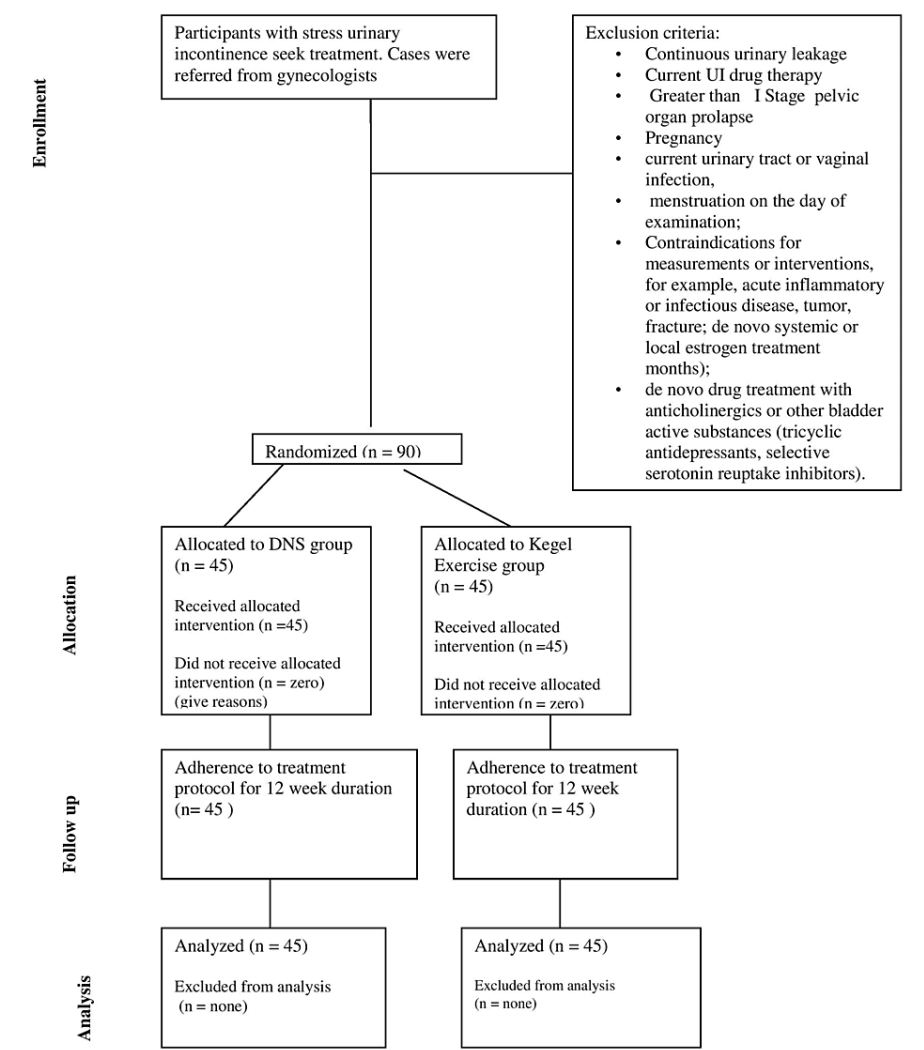 Enrollment
Participants with stress urinary
incontinence seek treatment. Cases were
referred from gynecologists
Exclusion criteria:
• Continuous urinary leakage
• Current UI drug therapy
• Greater than I Stage pelvic
organ prolapse
• Pregnancy
• current urinary tract or vaginal
infection,
• menstruation on the day of
examination;
• Contraindications for
measurements or interventions,
for example, acute inflammatory
or infectious disease, tumor,
fracture; de novo systemic or
local estrogen treatment
months);
• de novo drug treatment with
anticholinergics or other bladder
active substances (tricyclic
antidepressants, selective
serotonin reuptake inhibitors).
Randomized (n = 90)
Allocation
Allocated to DNS group
(n = 45)
Received allocated
intervention (n =45)
Did not receive allocated
intervention (n = zero)
(give reasons)
Allocated to Kegel
Exercise group
(n = 45)
Received allocated
intervention (n =45)
Did not receive allocated
intervention (n = zero)
Follow up
Adherence to treatment
protocol for 12 week duration
(n= 45 )
Adherence to treatment
protocol for 12 week
duration (n = 45 )
Analysis
Analyzed (n = 45)
Excluded from analysis
(n = none)
Analyzed (n = 45)
Excluded from analysis
(n = none)